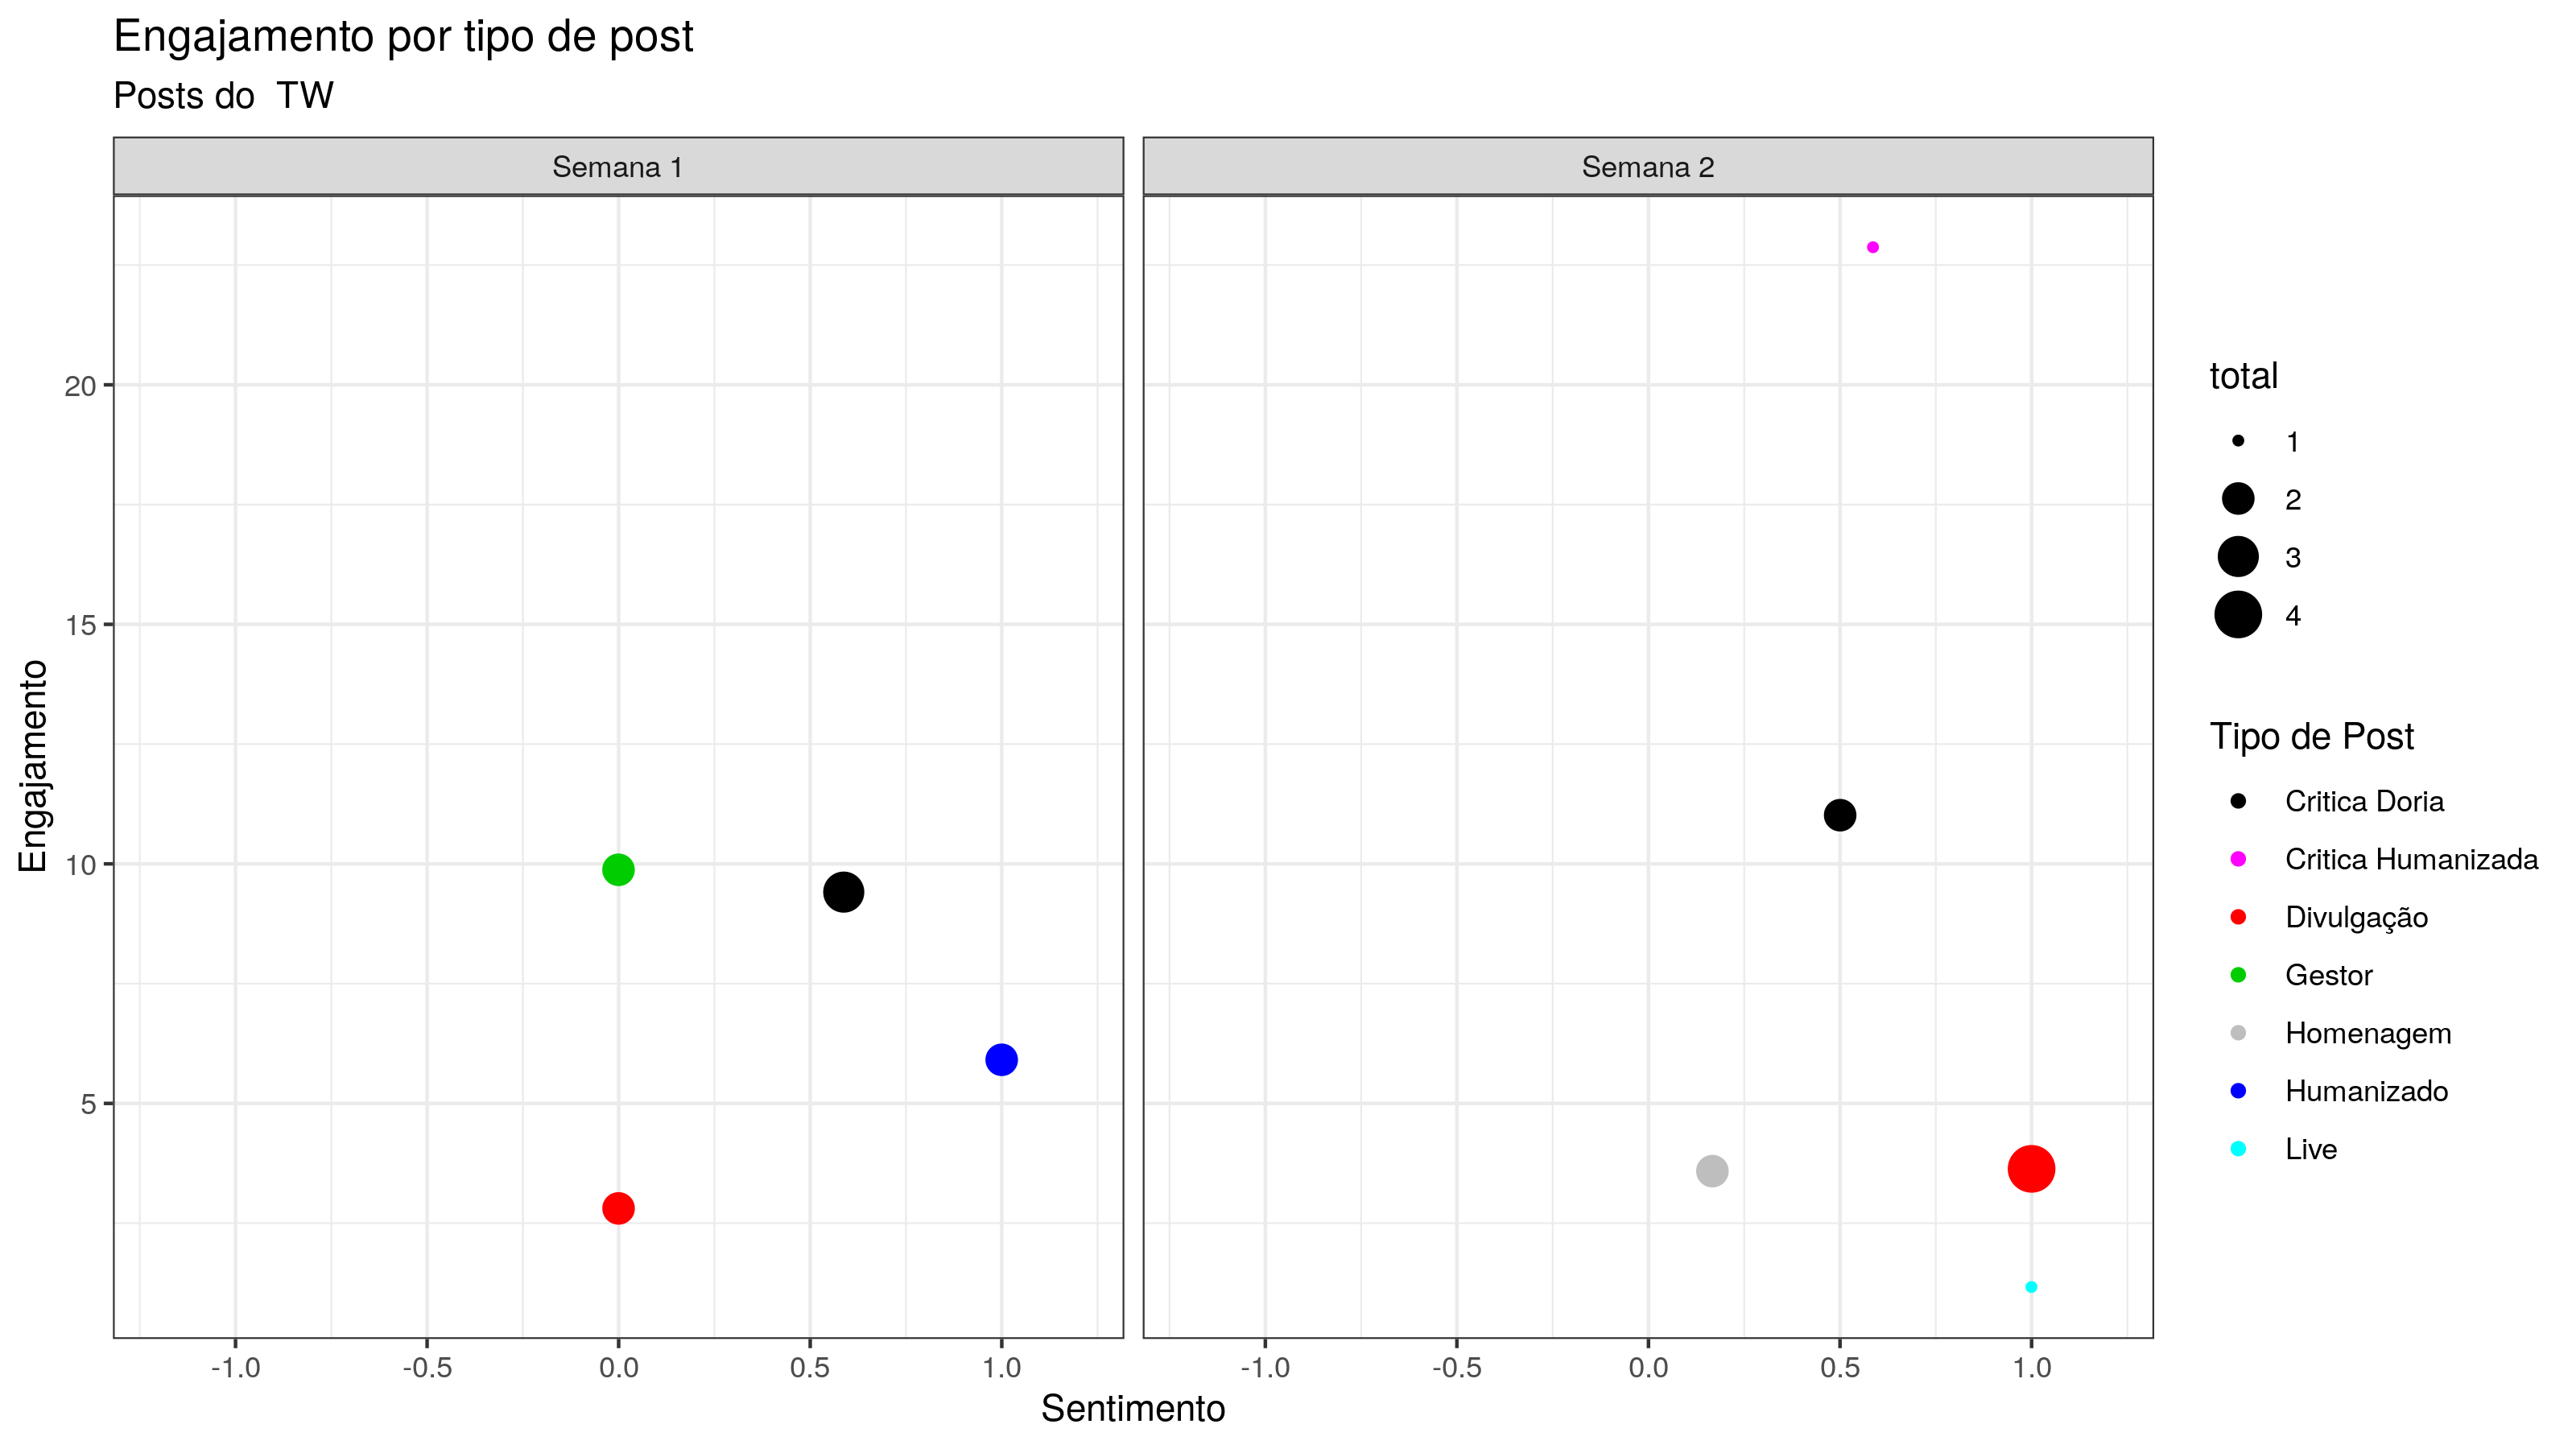 Engajamento por tipo de post
Posts do  TW
Semana 1
Semana 2
Engajamento
20
15
10
5
-1.0
-0.5
0.0
0.5
1.0
-1.0
-0.5
0.0
0.5
1.0
Sentimento
total
1
2
3
4
Tipo de Post
Critica Doria
Critica Humanizada
Divulgação
Gestor
Homenagem
Humanizado
Live